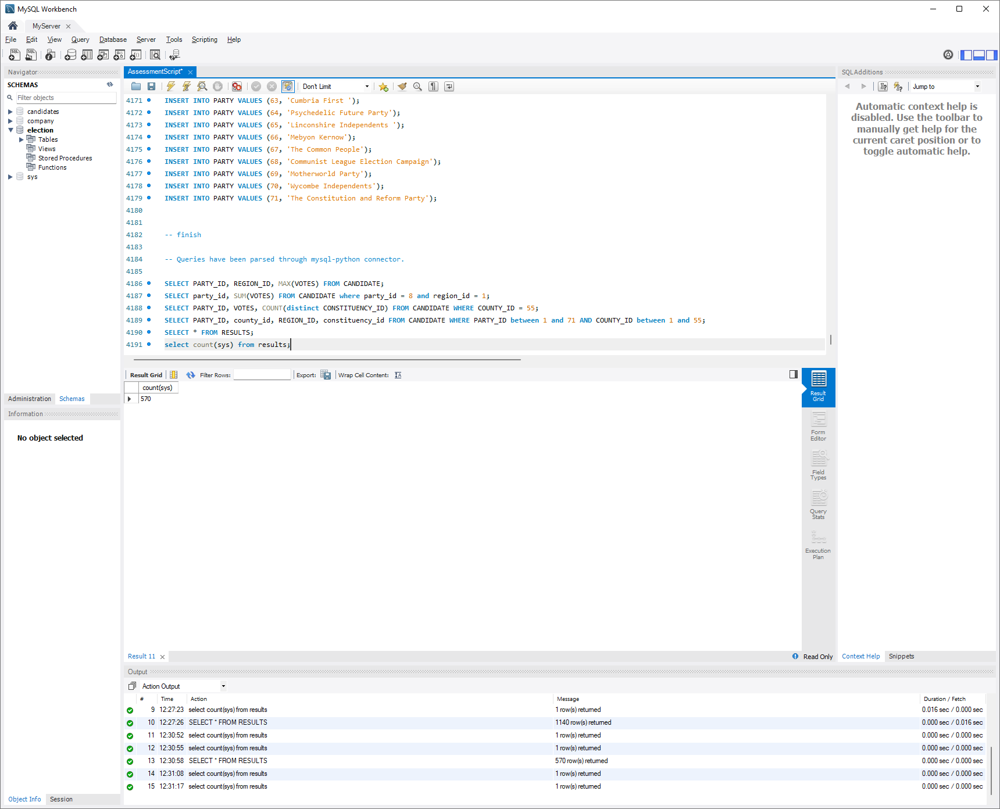 MySQL Workbench
MyServer
File Edit View Query Database Server Tools Scripting Help
Navigator
SCHEMAS
Filter objects
candidates
company
election
Tables
Views
Stored Procedures
Functions
sys
Administration Schemas
Information
No object selected
Object Info Session
AssessmentScript*
Don't Limit
4171 INSERT INTO PARTY VALUES (63, 'Cumbria First ');
4172 INSERT INTO PARTY VALUES (64, 'Psychedelic Future Party');
4173 INSERT INTO PARTY VALUES (65, 'Linconshire Independents ');
4174 INSERT INTO PARTY VALUES (66, 'Mebyon Kernow');
4175 INSERT INTO PARTY VALUES (67, 'The Common People');
4176 INSERT INTO PARTY VALUES (68, 'Communist League Election Campaign');
4177 INSERT INTO PARTY VALUES (69, 'Motherworld Party');
4178 INSERT INTO PARTY VALUES (70, 'Wycombe Independents');
4179 INSERT INTO PARTY VALUES (71, 'The Constitution and Reform Party');
4180
4181
4182 -- finish
4183
4184 -- Queries have been parsed through mysql-python connector.
4185
4186 SELECT PARTY_ID, REGION_ID, MAX(VOTES) FROM CANDIDATE;
4187 SELECT party_id, SUM(VOTES) FROM CANDIDATE where party_id = 8 and region_id = 1;
4188 SELECT PARTY_ID, VOTES, COUNT(distinct CONSTITUENCY_ID) FROM CANDIDATE WHERE COUNTY_ID = 55;
4189 SELECT PARTY_ID, county_id, REGION_ID, constituency_id FROM CANDIDATE WHERE PARTY_ID between 1 and 71 AND COUNTY_ID between 1 and 55;
4190 SELECT * FROM RESULTS;
4191 select count(sys) from results;
Result Grid Filter Rows: Export: Wrap Cell Content:
count(sys)
570
Result Grid
Form Editor
Field Types
Query Stats
Execution Plan
Result 11
Read Only
SQLAdditions
Jump to
Automatic context help is
disabled. Use the toolbar to
manually get help for the
current caret position or to
toggle automatic help.
Context Help Snippets
Output
Action Output
# Time Action Message Duration / Fetch
9 12:27:23 select count(sys) from results 1 row(s) returned 0.016 sec / 0.000 sec
10 12:27:26 SELECT * FROM RESULTS 1140 row(s) returned 0.000 sec / 0.016 sec
11 12:30:52 select count(sys) from results 1 row(s) returned 0.000 sec / 0.000 sec
12 12:30:55 select count(sys) from results 1 row(s) returned 0.000 sec / 0.000 sec
13 12:30:58 SELECT * FROM RESULTS 570 row(s) returned 0.000 sec / 0.000 sec
14 12:31:08 select count(sys) from results 1 row(s) returned 0.000 sec / 0.000 sec
15 12:31:17 select count(sys) from results 1 row(s) returned 0.000 sec / 0.000 sec